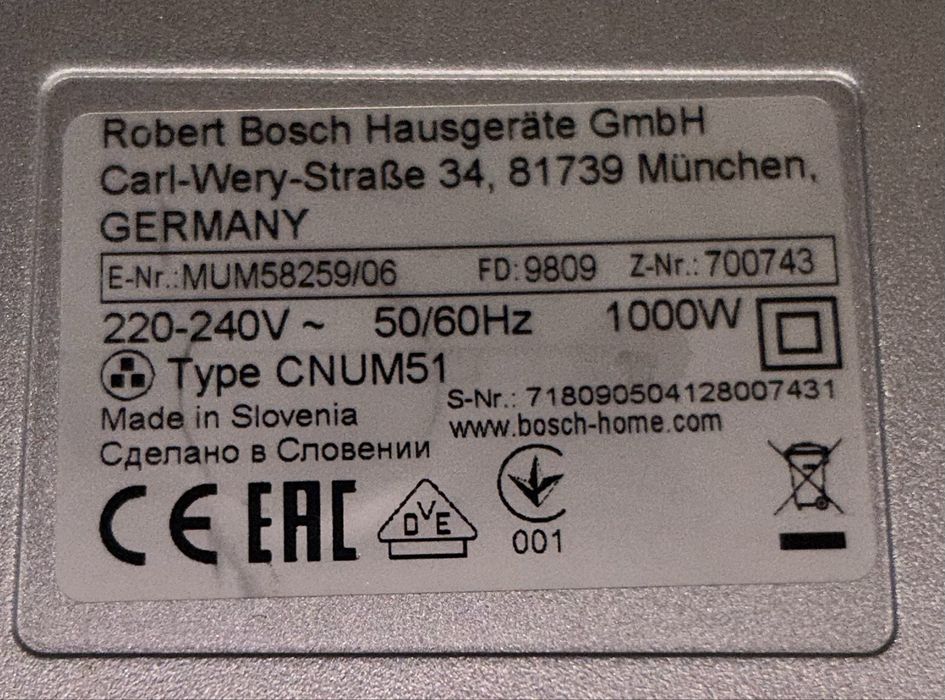 Robert Bosch Hausgeräte GmbH
Carl-Wery-Straße 34, 81739 München,
GERMANY
E-Nr.:MUM58259/06 FD:9809 Z-Nr.:700743
220-240V ~ 50/60Hz 1000W
Type CNUM51
S-Nr.: 718090504128007431
Made in Slovenia
www.bosch-home.com
Сделано в Словении
CE EAC DVE
001